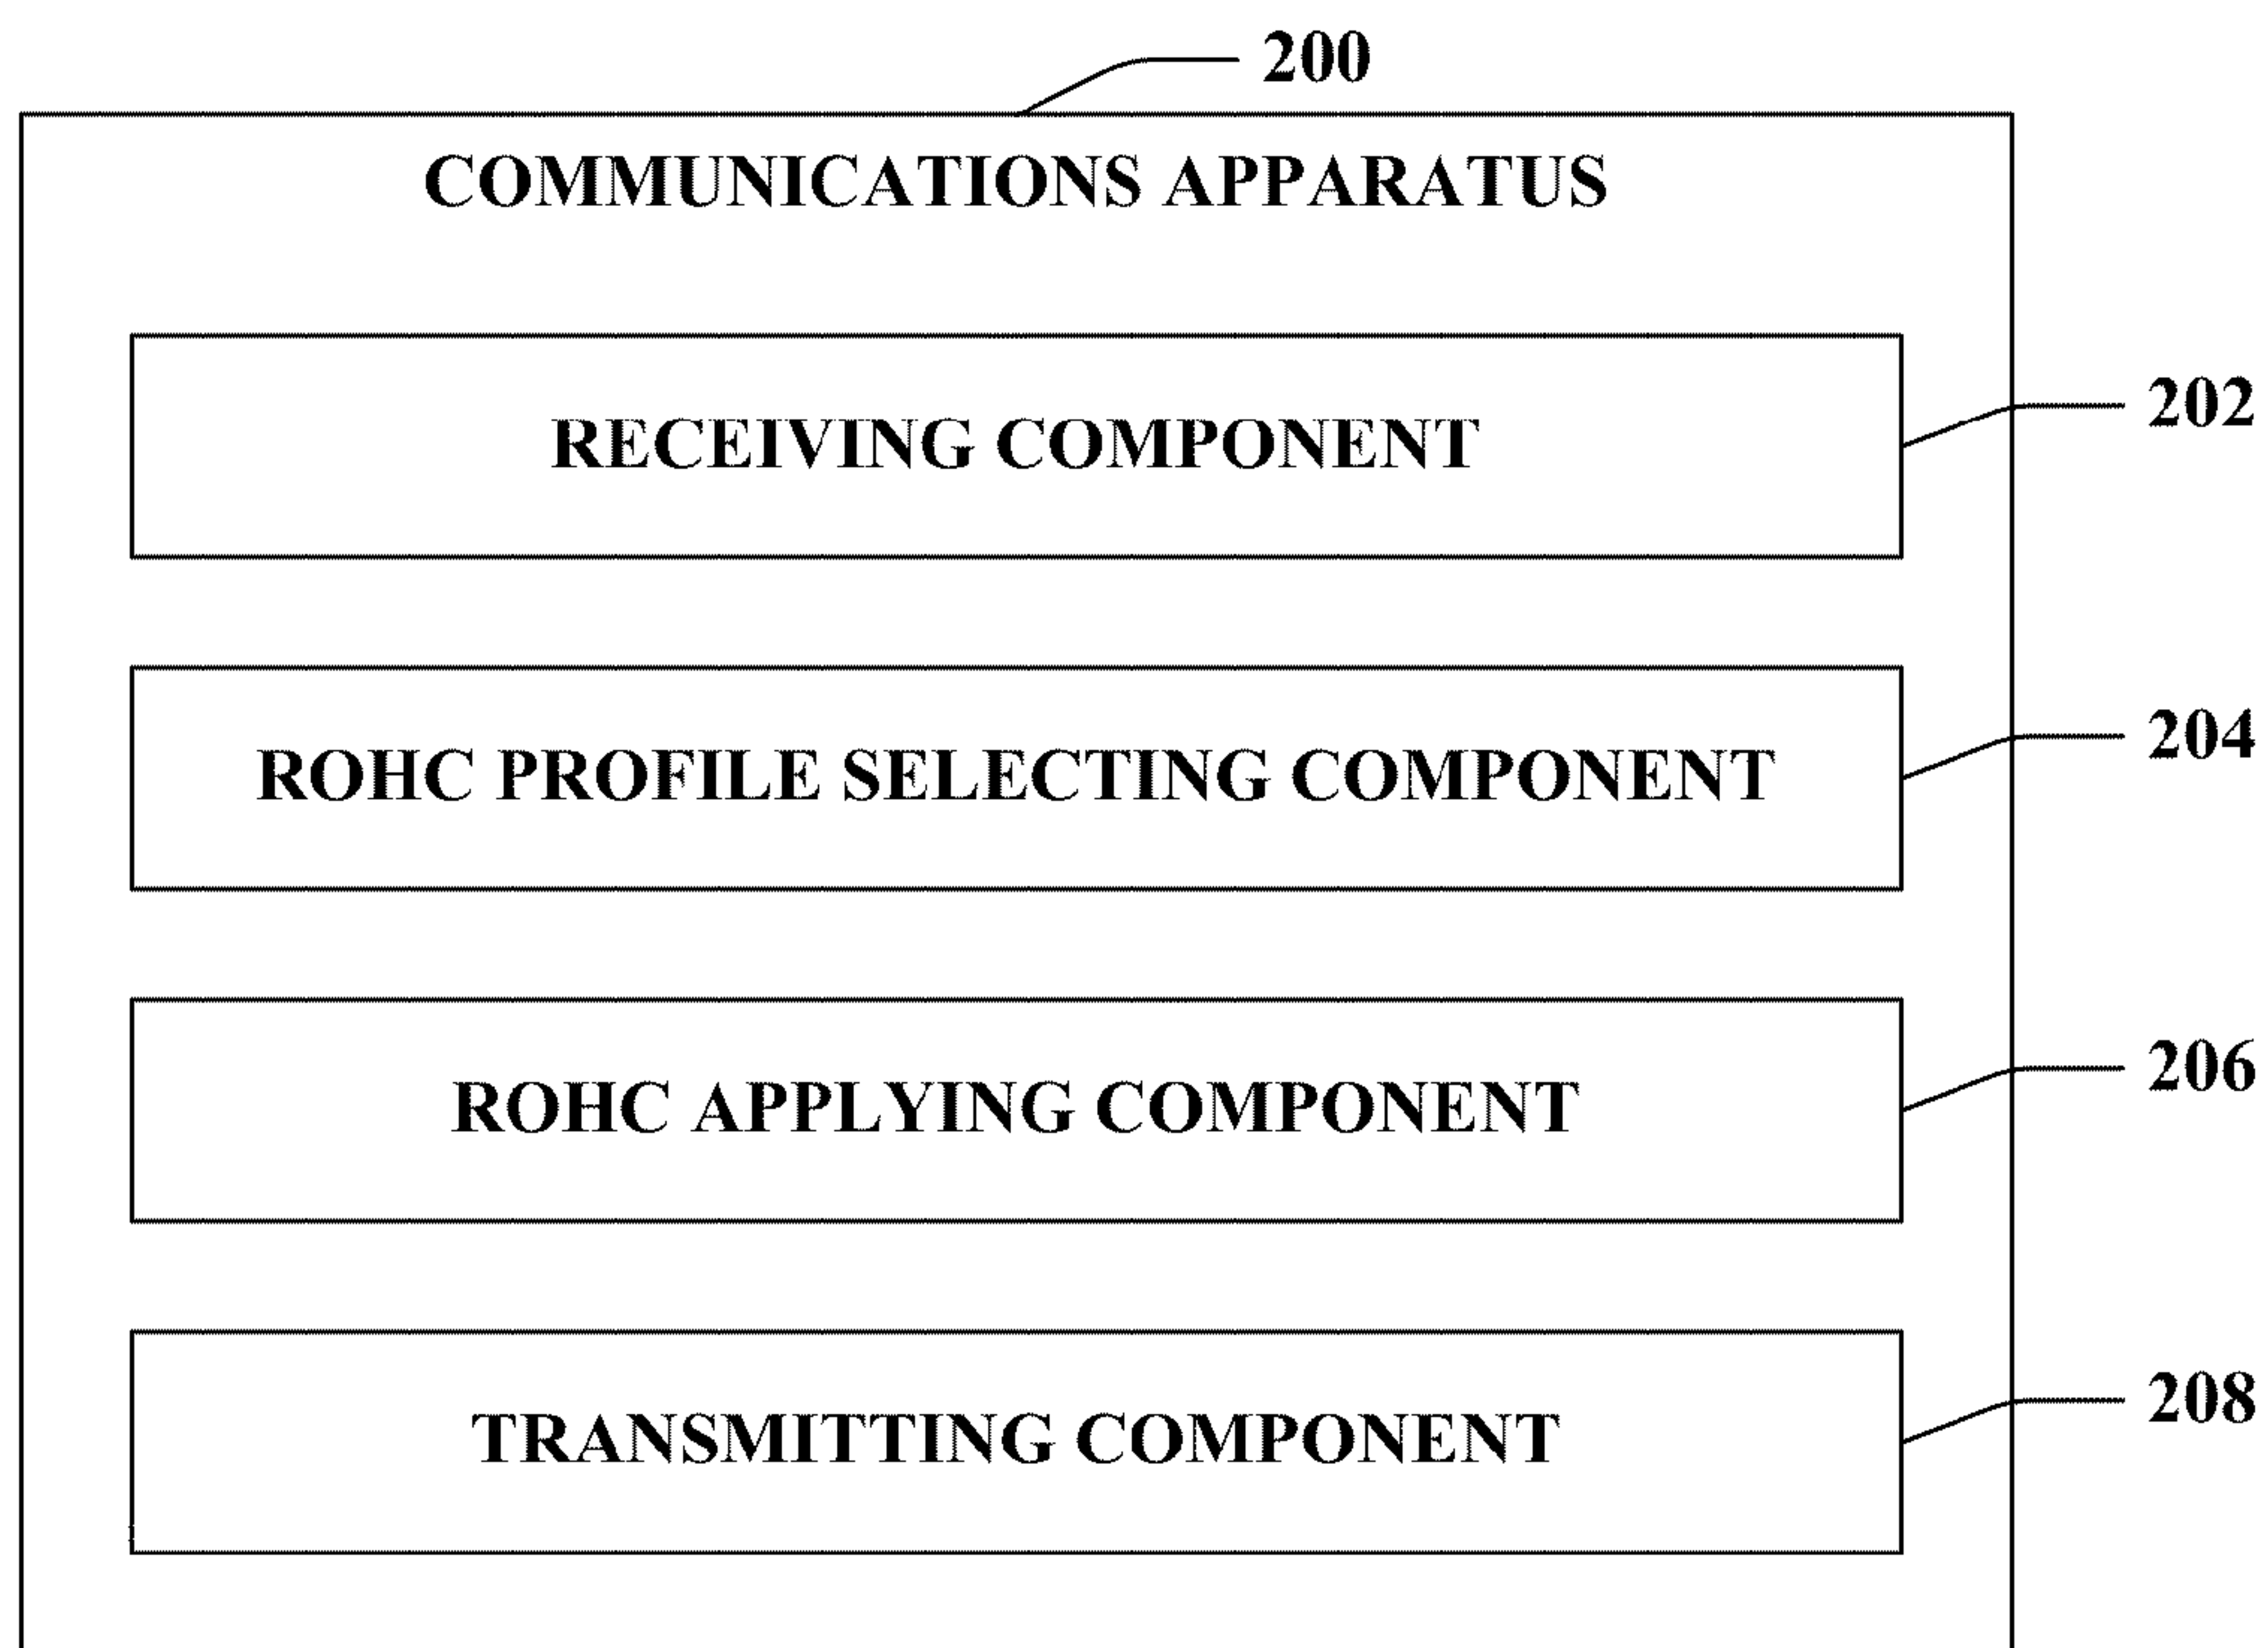 200
COMMUNICATIONS APPARATUS
RECEIVING COMPONENT
202
ROHC PROFILE SELECTING COMPONENT
204
ROHC APPLYING COMPONENT
206
TRANSMITTING COMPONENT
208